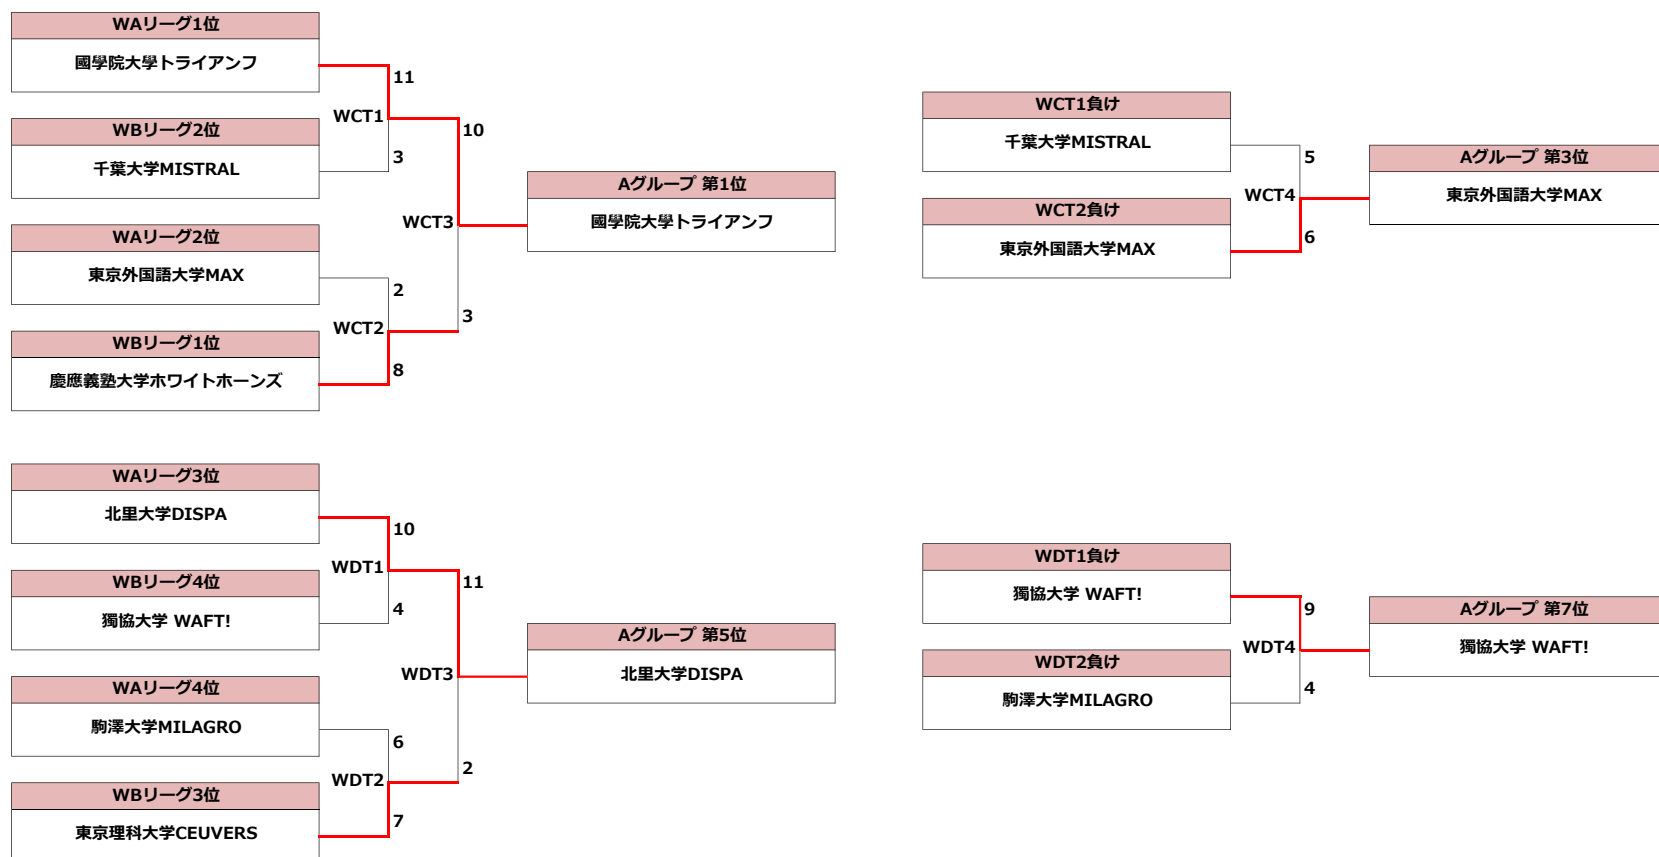 WAリーグ1位
國學院大學トライアンフ
11
WCT1
10
WBリーグ2位
千葉大学MISTRAL
3
Aグループ 第1位
國學院大學トライアンフ
WCT3
WAリーグ2位
東京外国語大学MAX
2
WCT2
3
WBリーグ1位
慶應義塾大学ホワイトホーンズ
8
WCT1負け
千葉大学MISTRAL
5
WCT4
Aグループ 第3位
東京外国語大学MAX
WCT2負け
東京外国語大学MAX
6
WAリーグ3位
北里大学DISPA
10
WDT1
11
WBリーグ4位
獨協大学 WAFT!
4
Aグループ 第5位
北里大学DISPA
WDT3
WAリーグ4位
駒澤大学MILAGRO
6
WDT2
2
WBリーグ3位
東京理科大学CEUVERS
7
WDT1負け
獨協大学 WAFT!
9
WDT4
Aグループ 第7位
獨協大学 WAFT!
WDT2負け
駒澤大学MILAGRO
4